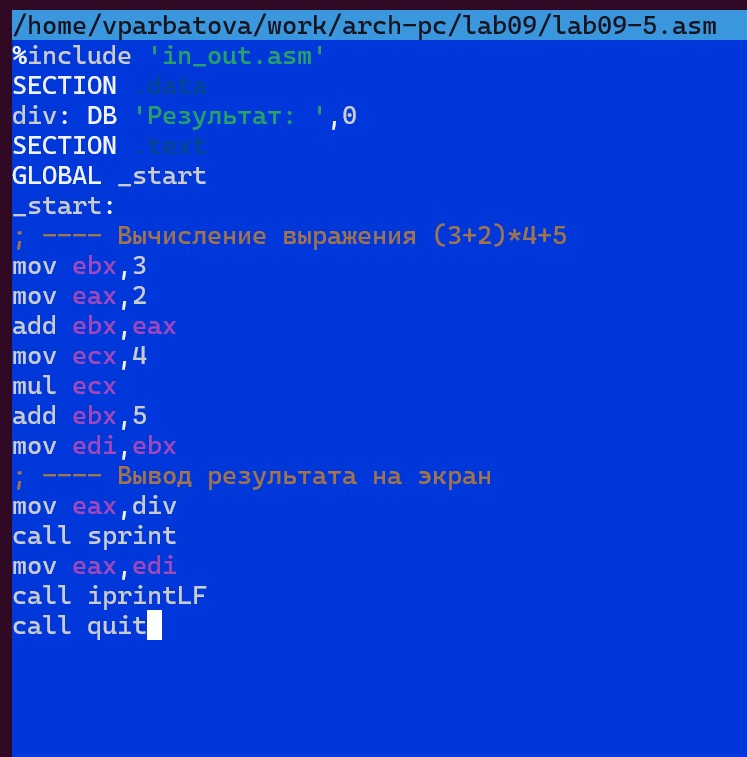 /home/vparbatova/work/arch-pc/lab09/lab09-5.asm
%include 'in_out.asm'
SECTION .data
div: DB 'Результат: ',0
SECTION .text
GLOBAL _start
_start:
; ---- Вычисление выражения (3+2)*4+5
mov ebx,3
mov eax,2
add ebx,eax
mov ecx,4
mul ecx
add ebx,5
mov edi,ebx
; ---- Вывод результата на экран
mov eax,div
call sprint
mov eax,edi
call iprintLF
call quit